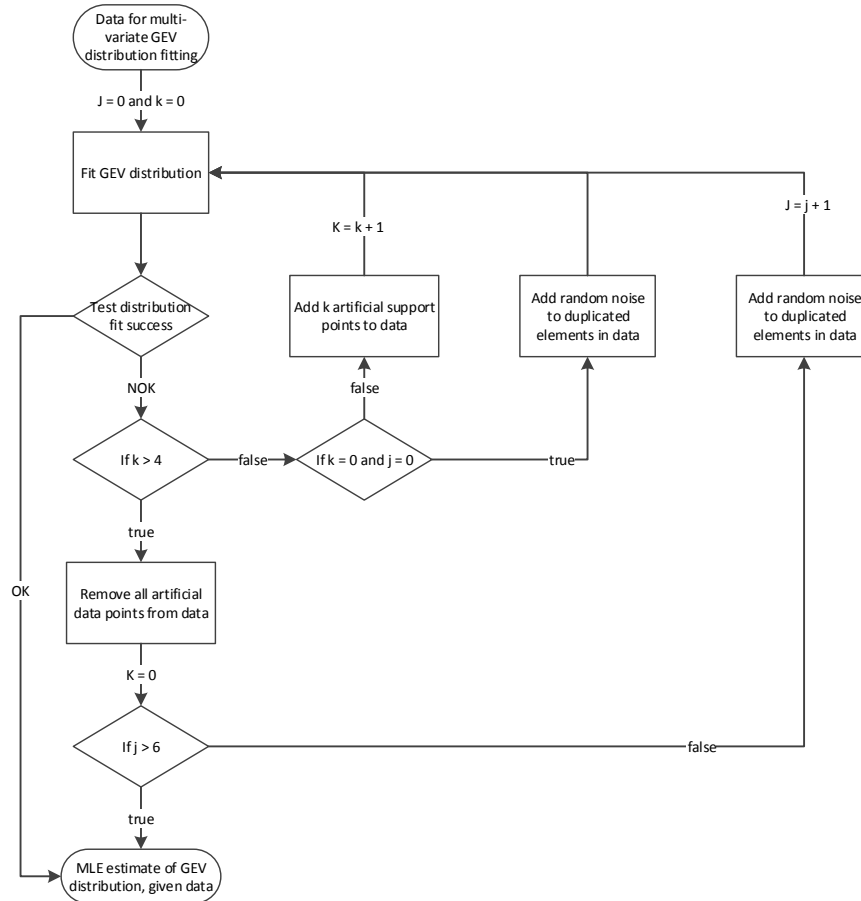 Data for multi-
variate GEV
distribution fitting
J = 0 and k = 0
Fit GEV distribution
K = k + 1
J = j + 1
Test distribution
fit success
Add k artificial support
points to data
Add random noise
to duplicated
elements in data
Add random noise
to duplicated
elements in data
NOK
false
If k > 4
false
If k = 0 and j = 0
true
true
OK
Remove all artificial
data points from data
K = 0
If j > 6
false
true
MLE estimate of GEV
distribution, given data